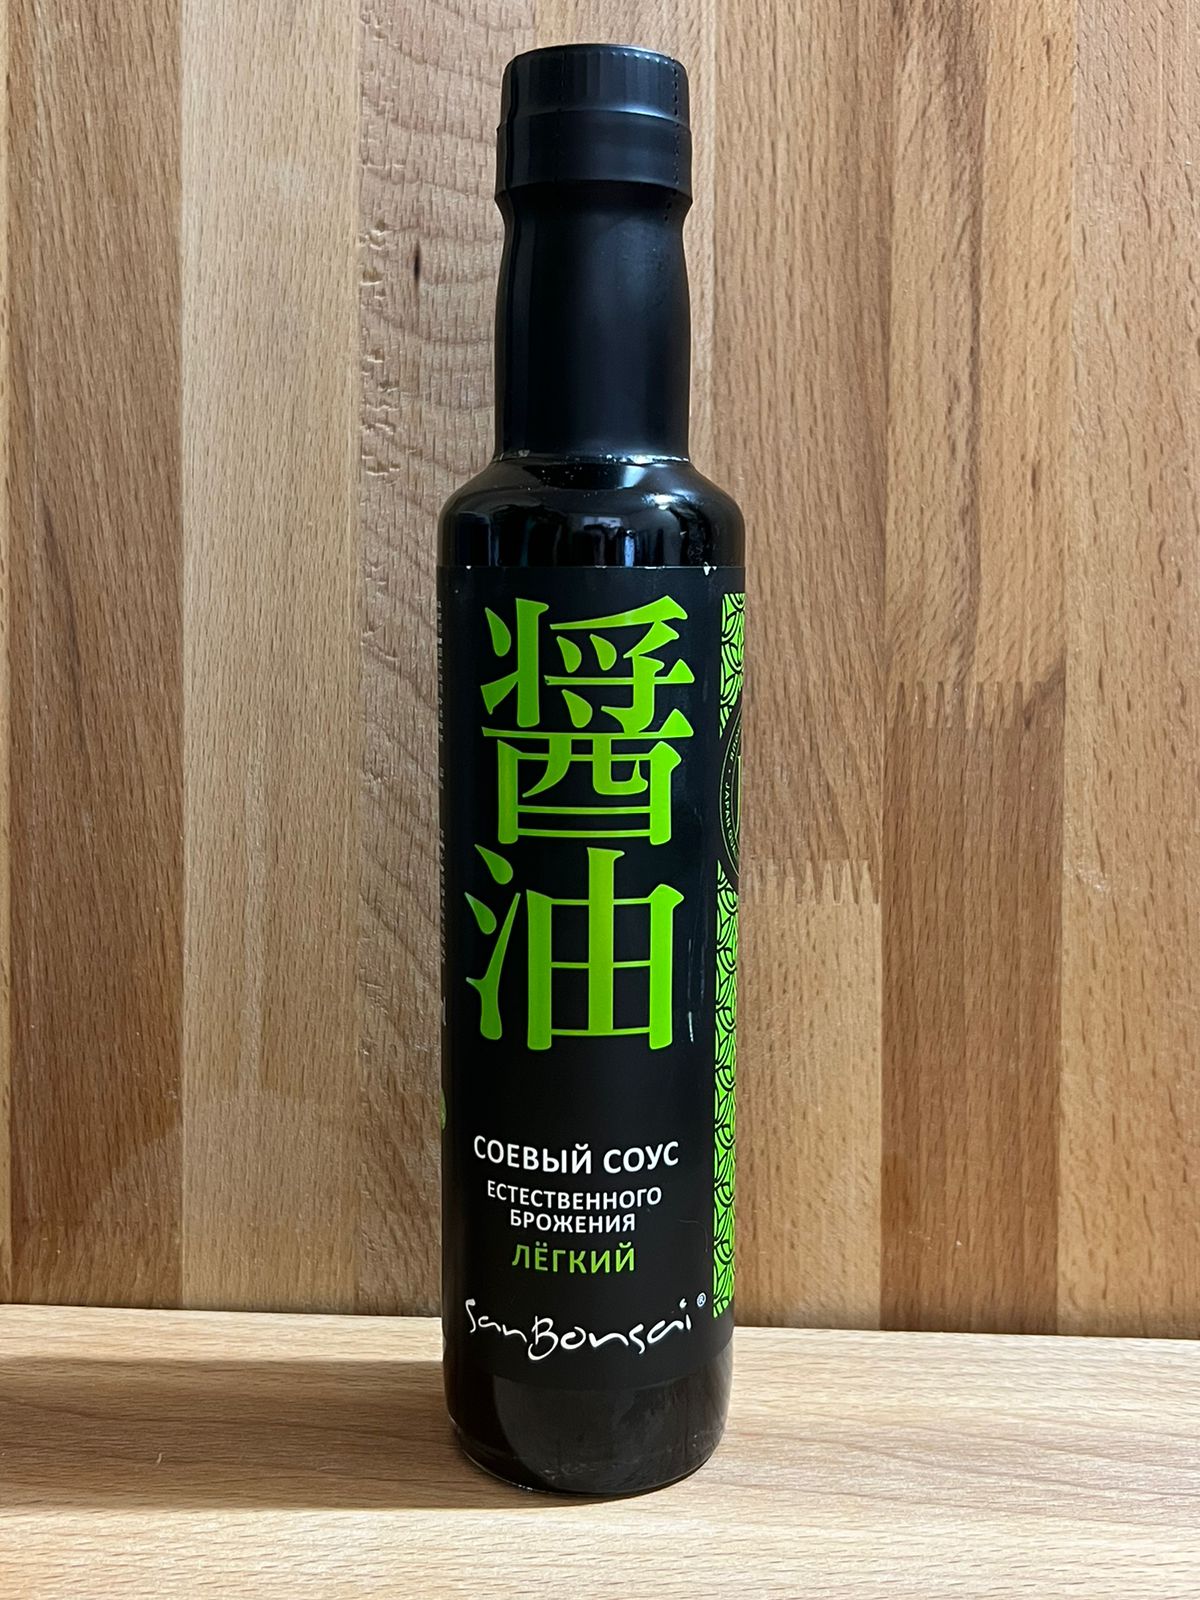 醤
油
СОЕВЫЙ СОУС
ЕСТЕСТВЕННОГО
БРОЖЕНИЯ
ЛЁГКИЙ
SanBonsai ®